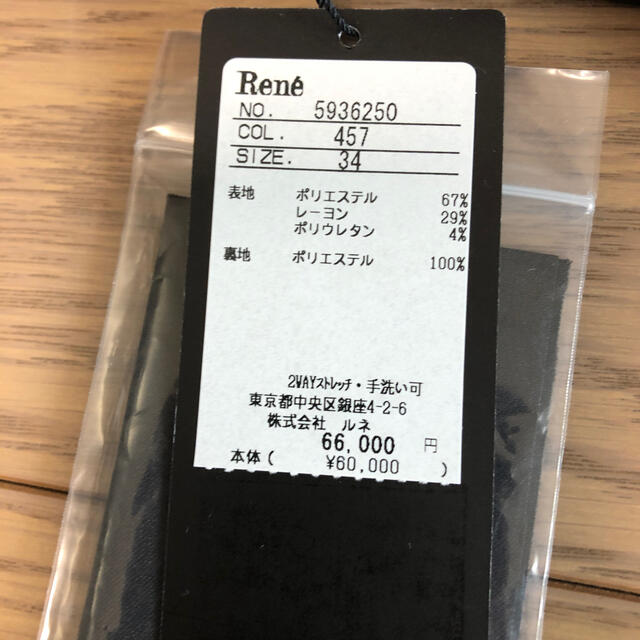 René
NO. 5936250
COL. 457
SIZE. 34
表地 ポリエステル 67%
レーヨン 29%
ポリウレタン 4%
裏地 ポリエステル 100%
2WAYｽﾄﾚｯﾁ・手洗い可
東京都中央区銀座4-2-6
株式会社 ルネ
66,000 円
本体( ¥60,000 )